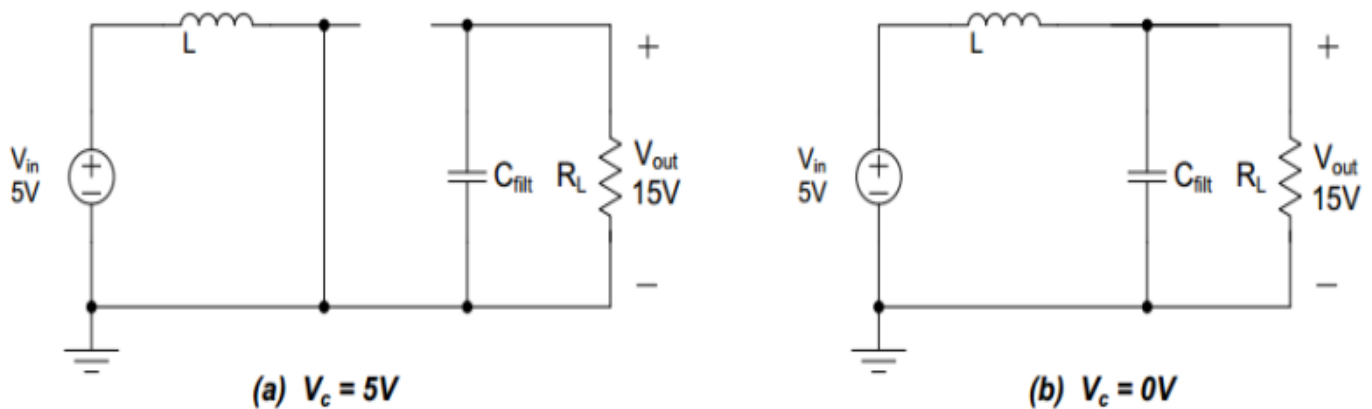 L
+
V_in
5V
+
−
C_filt
R_L
V_out
15V
−
(a) V_c = 5V
L
+
V_in
5V
+
−
C_filt
R_L
V_out
15V
−
(b) V_c = 0V